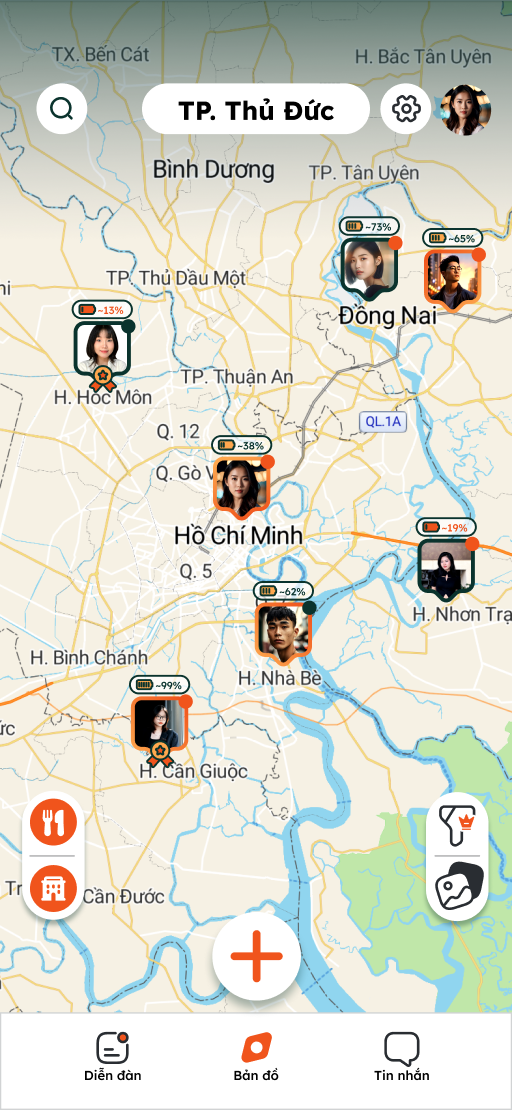 TX. Bến Cát
H. Bắc Tân Uyên
TP. Thủ Đức
Bình Dương
TP. Tân Uyên
~73%
~65%
TP. Thủ Dầu Một
~13%
Đồng Nai
TP. Thuận An
H. Hóc Môn
QL.1A
Q. 12
~38%
Q. Gò V
~19%
Hồ Chí Minh
Q. 5
~62%
H. Nhơn Trạ
H. Bình Chánh
H. Nhà Bè
~99%
H. Cần Giuộc
Cần Đước
Diễn đàn
Bản đồ
Tin nhắn